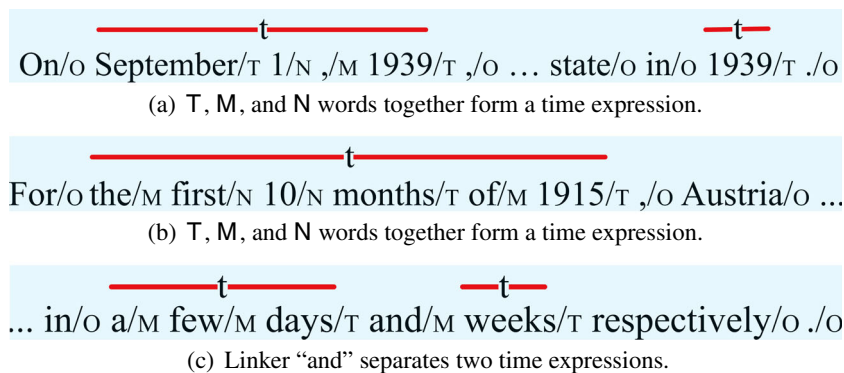 t t
On/O September/T 1/N ,/M 1939/T ,/O … state/O in/O 1939/T ./O
(a) T, M, and N words together form a time expression.
t
For/O the/M first/N 10/N months/T of/M 1915/T ,/O Austria/O ...
(b) T, M, and N words together form a time expression.
t t
... in/O a/M few/M days/T and/M weeks/T respectively/O ./O
(c) Linker “and” separates two time expressions.